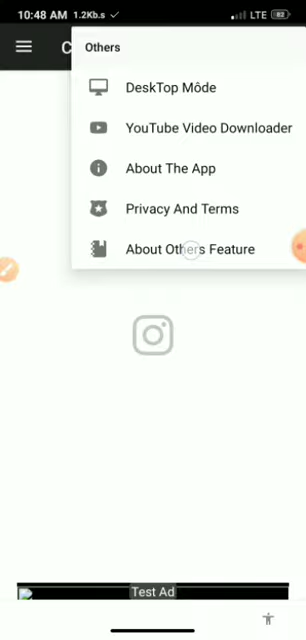 10:48 AM 1.2Kb.s LTE 82
C
Others
DeskTop Môde
YouTube Video Downloader
About The App
Privacy And Terms
About Others Feature
Test Ad